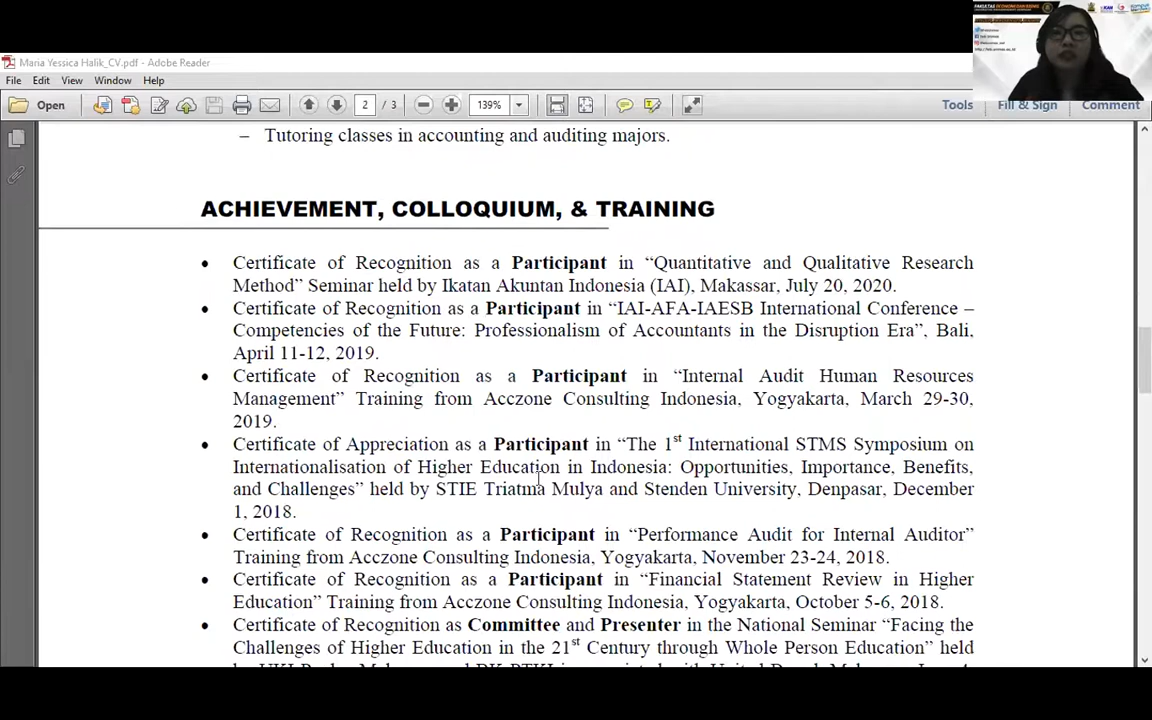 FAKULTAS EKONOMI DAN BISNIS
Maria Yessica Halik_CV.pdf - Adobe Reader
File Edit View Window Help
Open 2 / 3 139% Tools Fill & Sign Comment
– Tutoring classes in accounting and auditing majors.
ACHIEVEMENT, COLLOQUIUM, & TRAINING
• Certificate of Recognition as a Participant in “Quantitative and Qualitative Research
Method” Seminar held by Ikatan Akuntan Indonesia (IAI), Makassar, July 20, 2020.
• Certificate of Recognition as a Participant in “IAI-AFA-IAESB International Conference –
Competencies of the Future: Professionalism of Accountants in the Disruption Era”, Bali,
April 11-12, 2019.
• Certificate of Recognition as a Participant in “Internal Audit Human Resources
Management” Training from Acczone Consulting Indonesia, Yogyakarta, March 29-30,
2019.
• Certificate of Appreciation as a Participant in “The 1st International STMS Symposium on
Internationalisation of Higher Education in Indonesia: Opportunities, Importance, Benefits,
and Challenges” held by STIE Triatma Mulya and Stenden University, Denpasar, December
1, 2018.
• Certificate of Recognition as a Participant in “Performance Audit for Internal Auditor”
Training from Acczone Consulting Indonesia, Yogyakarta, November 23-24, 2018.
• Certificate of Recognition as a Participant in “Financial Statement Review in Higher
Education” Training from Acczone Consulting Indonesia, Yogyakarta, October 5-6, 2018.
• Certificate of Recognition as Committee and Presenter in the National Seminar “Facing the
Challenges of Higher Education in the 21st Century through Whole Person Education” held